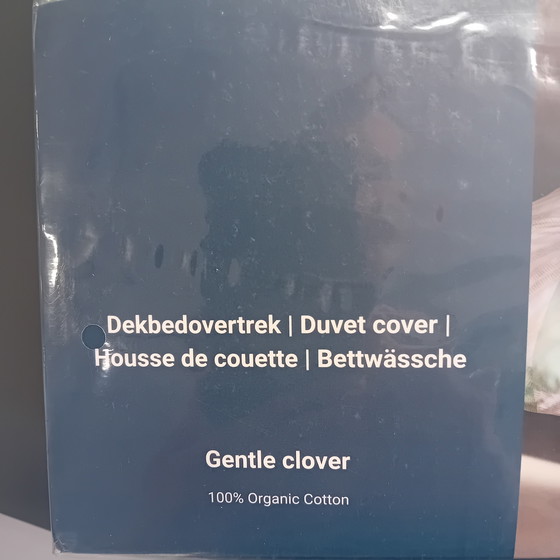 Dekbedovertrek | Duvet cover |
Housse de couette | Bettwässche
Gentle clover
100% Organic Cotton